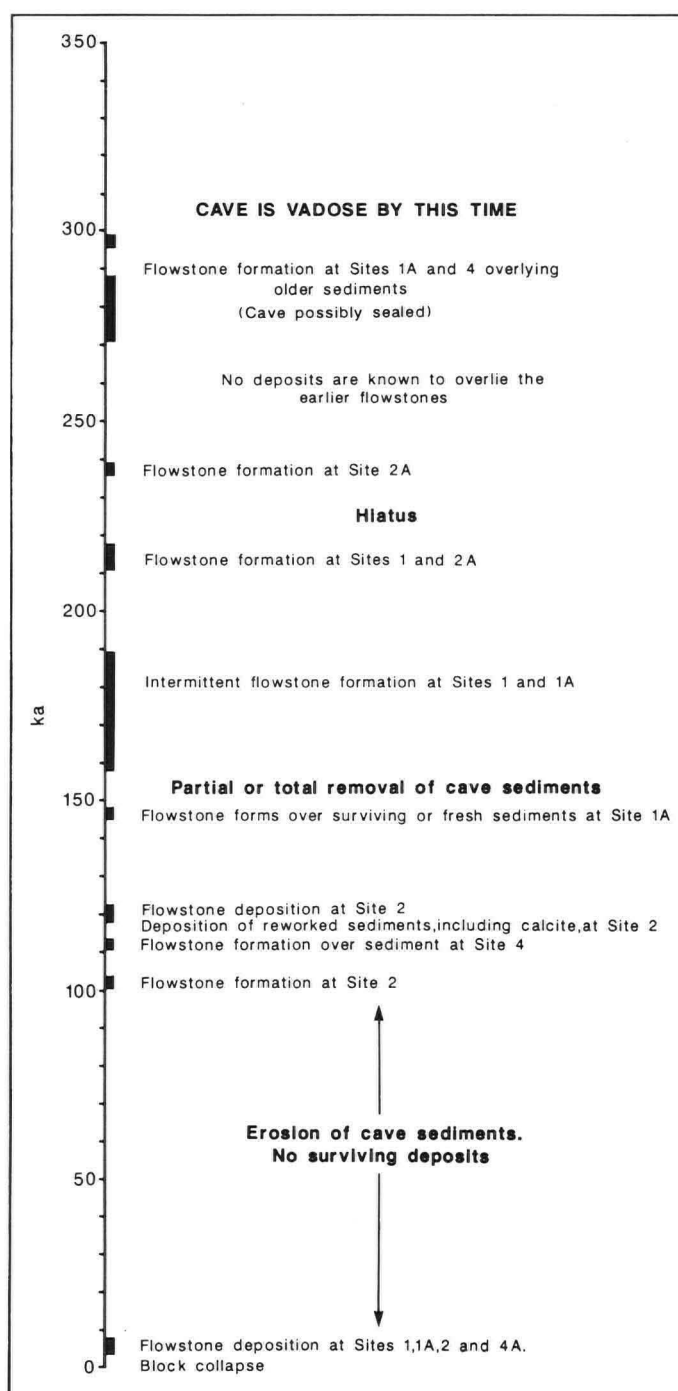 350
CAVE IS VADOSE BY THIS TIME
300
Flowstone formation at Sites 1A and 4 overlying
older sediments
(Cave possibly sealed)
No deposits are known to overlie the
earlier flowstones
250
Flowstone formation at Site 2A
Hiatus
Flowstone formation at Sites 1 and 2A
200
Intermittent flowstone formation at Sites 1 and 1A
ka
Partial or total removal of cave sediments
150
Flowstone forms over surviving or fresh sediments at Site 1A
Flowstone deposition at Site 2
Deposition of reworked sediments,including calcite,at Site 2
Flowstone formation over sediment at Site 4
Flowstone formation at Site 2
100
Erosion of cave sediments.
No surviving deposits
50
Flowstone deposition at Sites 1,1A,2 and 4A.
0
Block collapse